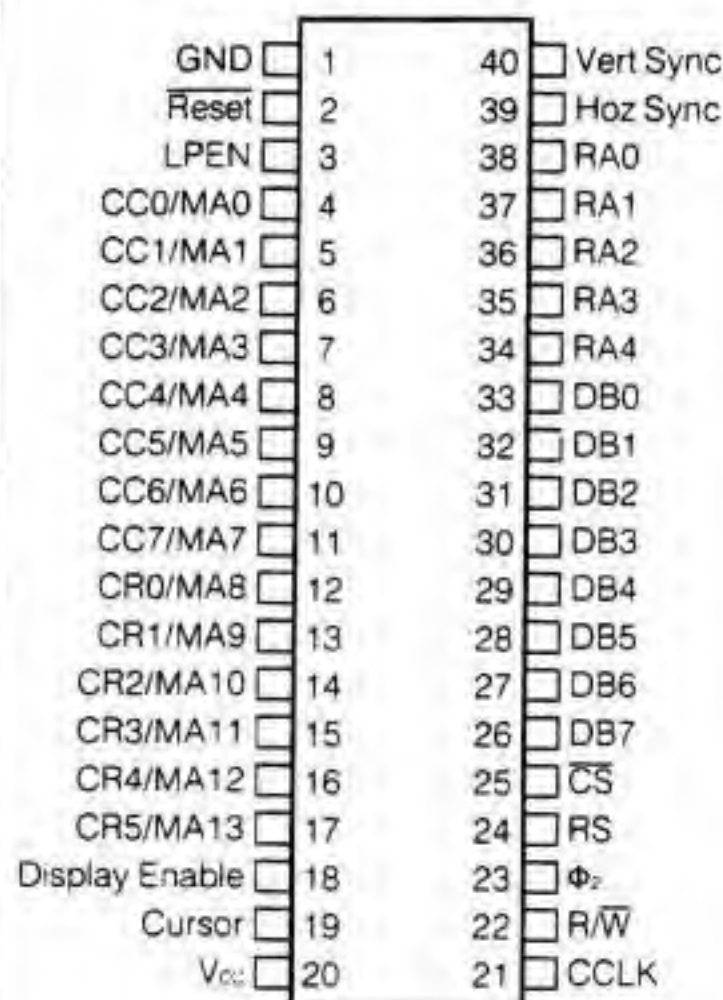 GND 1 40 Vert Sync
Reset 2 39 Hoz Sync
LPEN 3 38 RA0
CC0/MA0 4 37 RA1
CC1/MA1 5 36 RA2
CC2/MA2 6 35 RA3
CC3/MA3 7 34 RA4
CC4/MA4 8 33 DB0
CC5/MA5 9 32 DB1
CC6/MA6 10 31 DB2
CC7/MA7 11 30 DB3
CR0/MA8 12 29 DB4
CR1/MA9 13 28 DB5
CR2/MA10 14 27 DB6
CR3/MA11 15 26 DB7
CR4/MA12 16 25 C̅S̅
CR5/MA13 17 24 RS
Display Enable 18 23 Φ₂
Cursor 19 22 R/W̅
20 21 CCLK